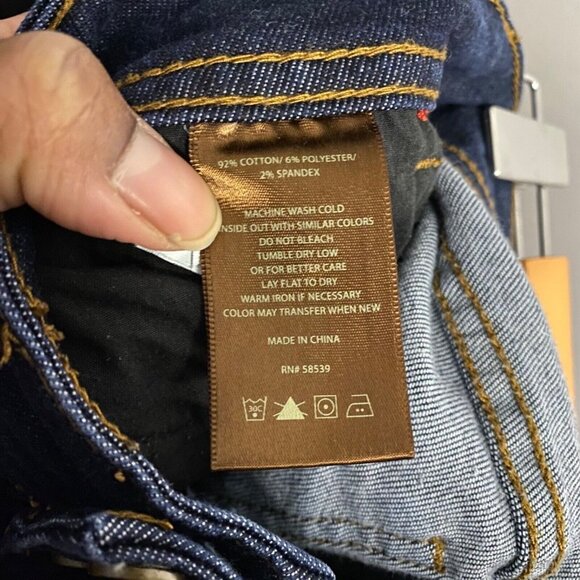 92% COTTON/ 6% POLYESTER/
2% SPANDEX
MACHINE WASH COLD
INSIDE OUT WITH SIMILAR COLORS
DO NOT BLEACH
TUMBLE DRY LOW
OR FOR BETTER CARE
LAY FLAT TO DRY
WARM IRON IF NECESSARY
COLOR MAY TRANSFER WHEN NEW
MADE IN CHINA
RN# 58539
30C